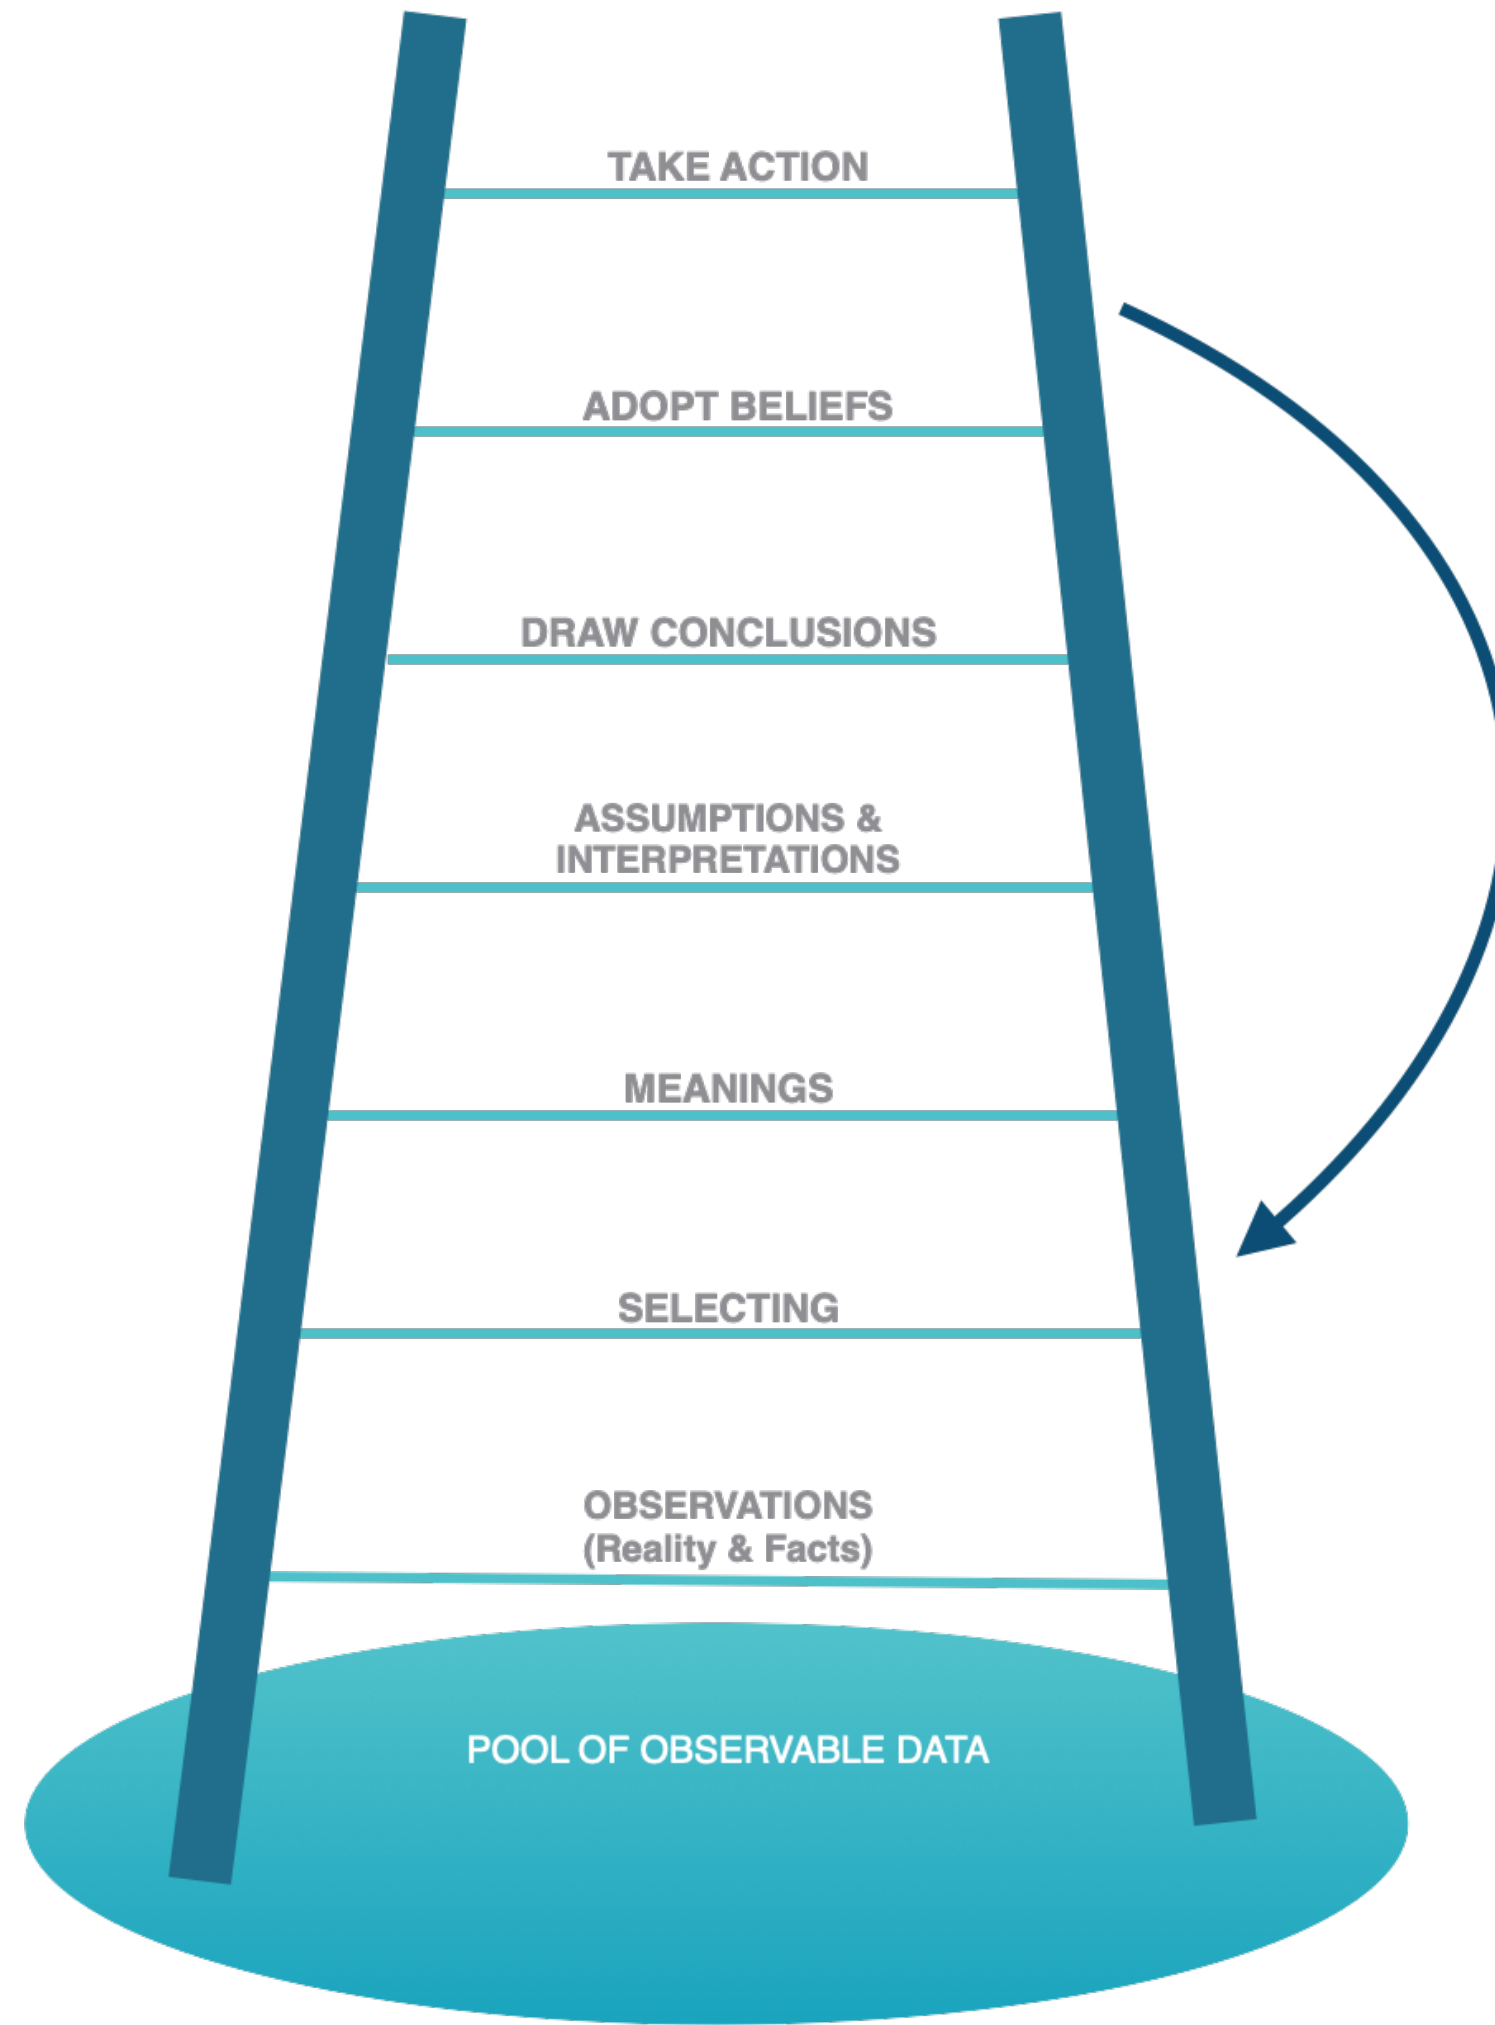 TAKE ACTION
ADOPT BELIEFS
DRAW CONCLUSIONS
ASSUMPTIONS &
INTERPRETATIONS
MEANINGS
SELECTING
OBSERVATIONS
(Reality & Facts)
POOL OF OBSERVABLE DATA